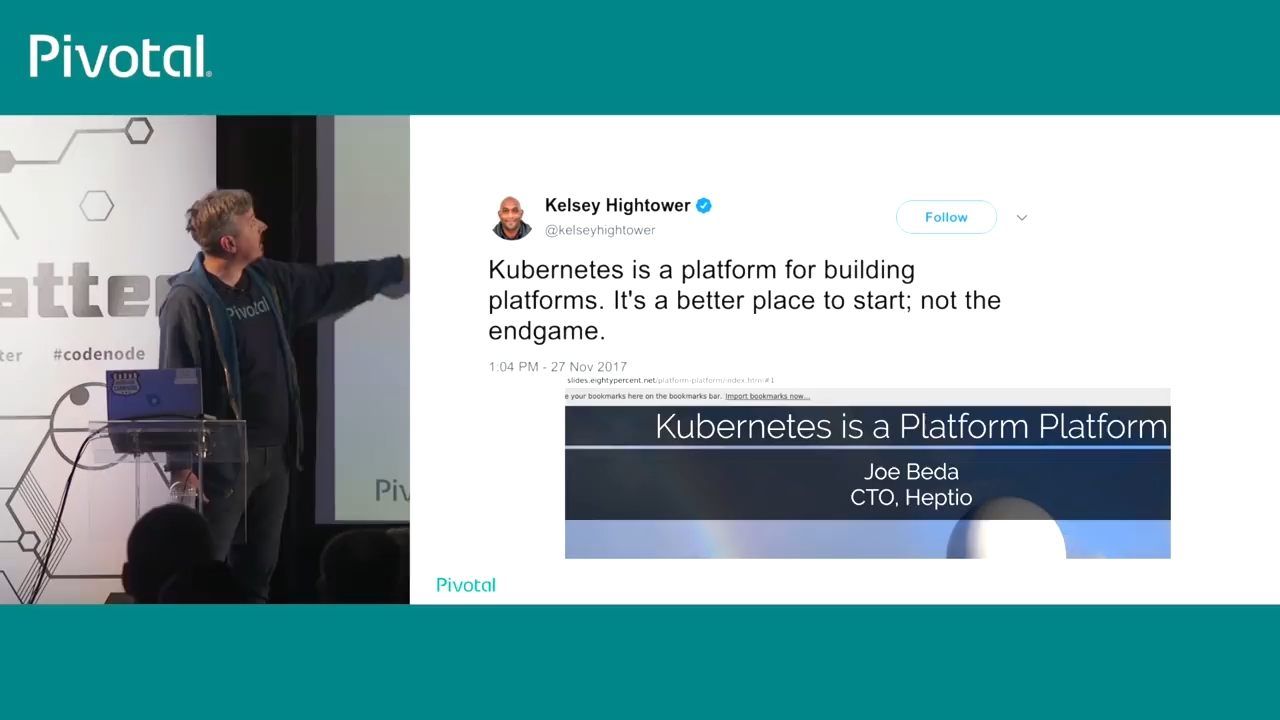 Pivotal
atte
ter #codenode
Pivotal
Piv
Kelsey Hightower
@kelseyhightower
Follow
Kubernetes is a platform for building
platforms. It's a better place to start; not the
endgame.
1:04 PM - 27 Nov 2017
slides.eightypercent.net/platform-platform/index.html#1
e your bookmarks here on the bookmarks bar. Import bookmarks now...
Kubernetes is a Platform Platform
Joe Beda
CTO, Heptio
Pivotal